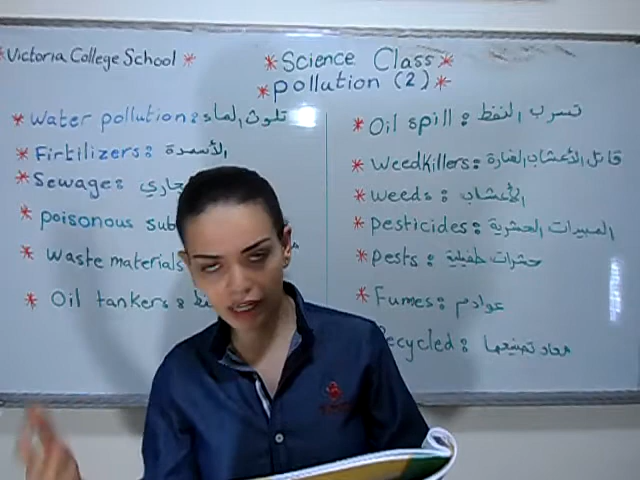 *Victoria College School *
* Science Class *
* pollution (2) *
* Water pollution : تلوث الماء
* Firtilizers : الأسمدة
* Sewage : جاري
* poisonous sub
* waste materials
* Oil tankers :
* Oil spill : تسرب النفط
* Weedkillers : قاتل الأعشاب الضارة
* weeds : الأعشاب
* pesticides : المبيدات الحشرية
* pests : حشرات طفيلية
* Fumes : عوادم
ecycled : معاد تصنيعها